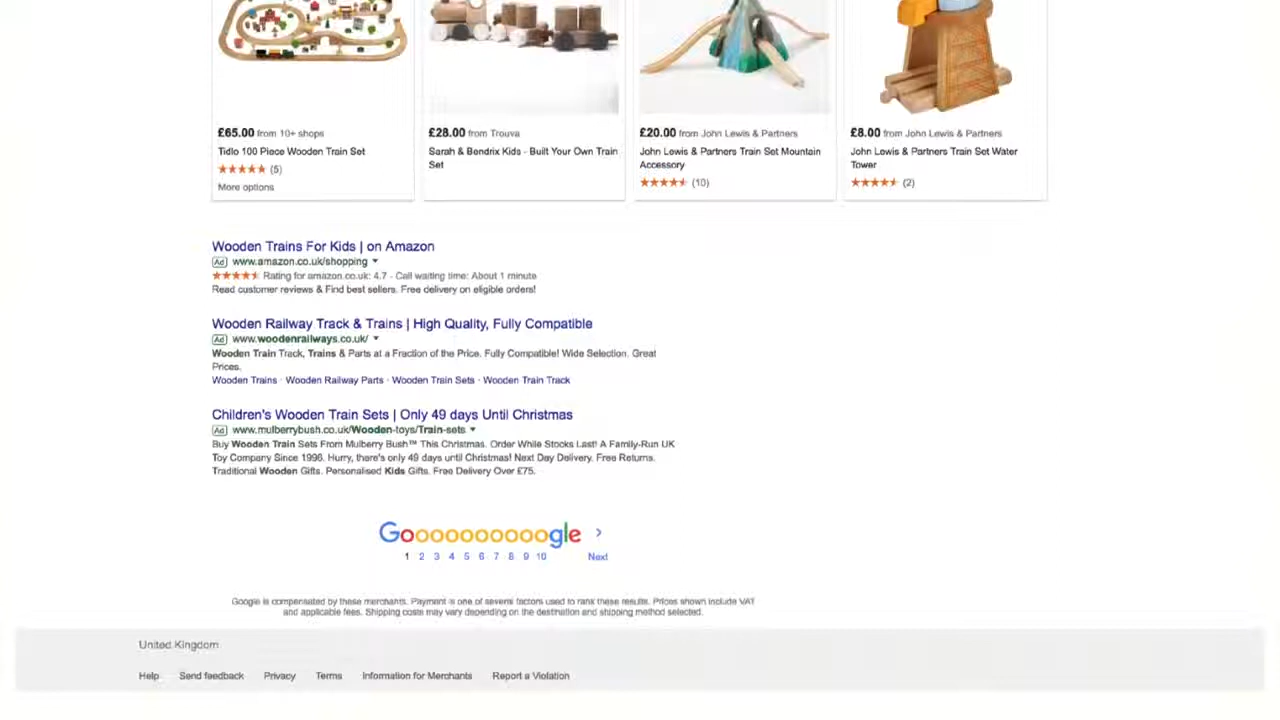 £65.00 from 10+ shops
Tidlo 100 Piece Wooden Train Set
★★★★★ (5)
More options
£28.00 from Trouva
Sarah & Bendrix Kids - Built Your Own Train
Set
£20.00 from John Lewis & Partners
John Lewis & Partners Train Set Mountain
Accessory
★★★★★ (10)
£8.00 from John Lewis & Partners
John Lewis & Partners Train Set Water
Tower
★★★★★ (2)
Wooden Trains For Kids | on Amazon
Ad www.amazon.co.uk/shopping
★★★★★ Rating for amazon.co.uk: 4.7 - Call waiting time: About 1 minute
Read customer reviews & Find best sellers. Free delivery on eligible orders!
Wooden Railway Track & Trains | High Quality, Fully Compatible
Ad www.woodenrailways.co.uk/
Wooden Train Track, Trains & Parts at a Fraction of the Price. Fully Compatible! Wide Selection. Great
Prices.
Wooden Trains · Wooden Railway Parts · Wooden Train Sets · Wooden Train Track
Children's Wooden Train Sets | Only 49 days Until Christmas
Ad www.mulberrybush.co.uk/Wooden-toys/Train-sets
Buy Wooden Train Sets From Mulberry Bush™ This Christmas. Order While Stocks Last! A Family-Run UK
Toy Company Since 1996. Hurry, there's only 49 days until Christmas! Next Day Delivery. Free Returns.
Traditional Wooden Gifts. Personalised Kids Gifts. Free Delivery Over £75.
Goooooooooogle >
1 2 3 4 5 6 7 8 9 10 Next
Google is compensated by these merchants. Payment is one of several factors used to rank these results. Prices shown include VAT
and applicable fees. Shipping costs may vary depending on the destination and shipping method selected.
United Kingdom
Help Send feedback Privacy Terms Information for Merchants Report a Violation